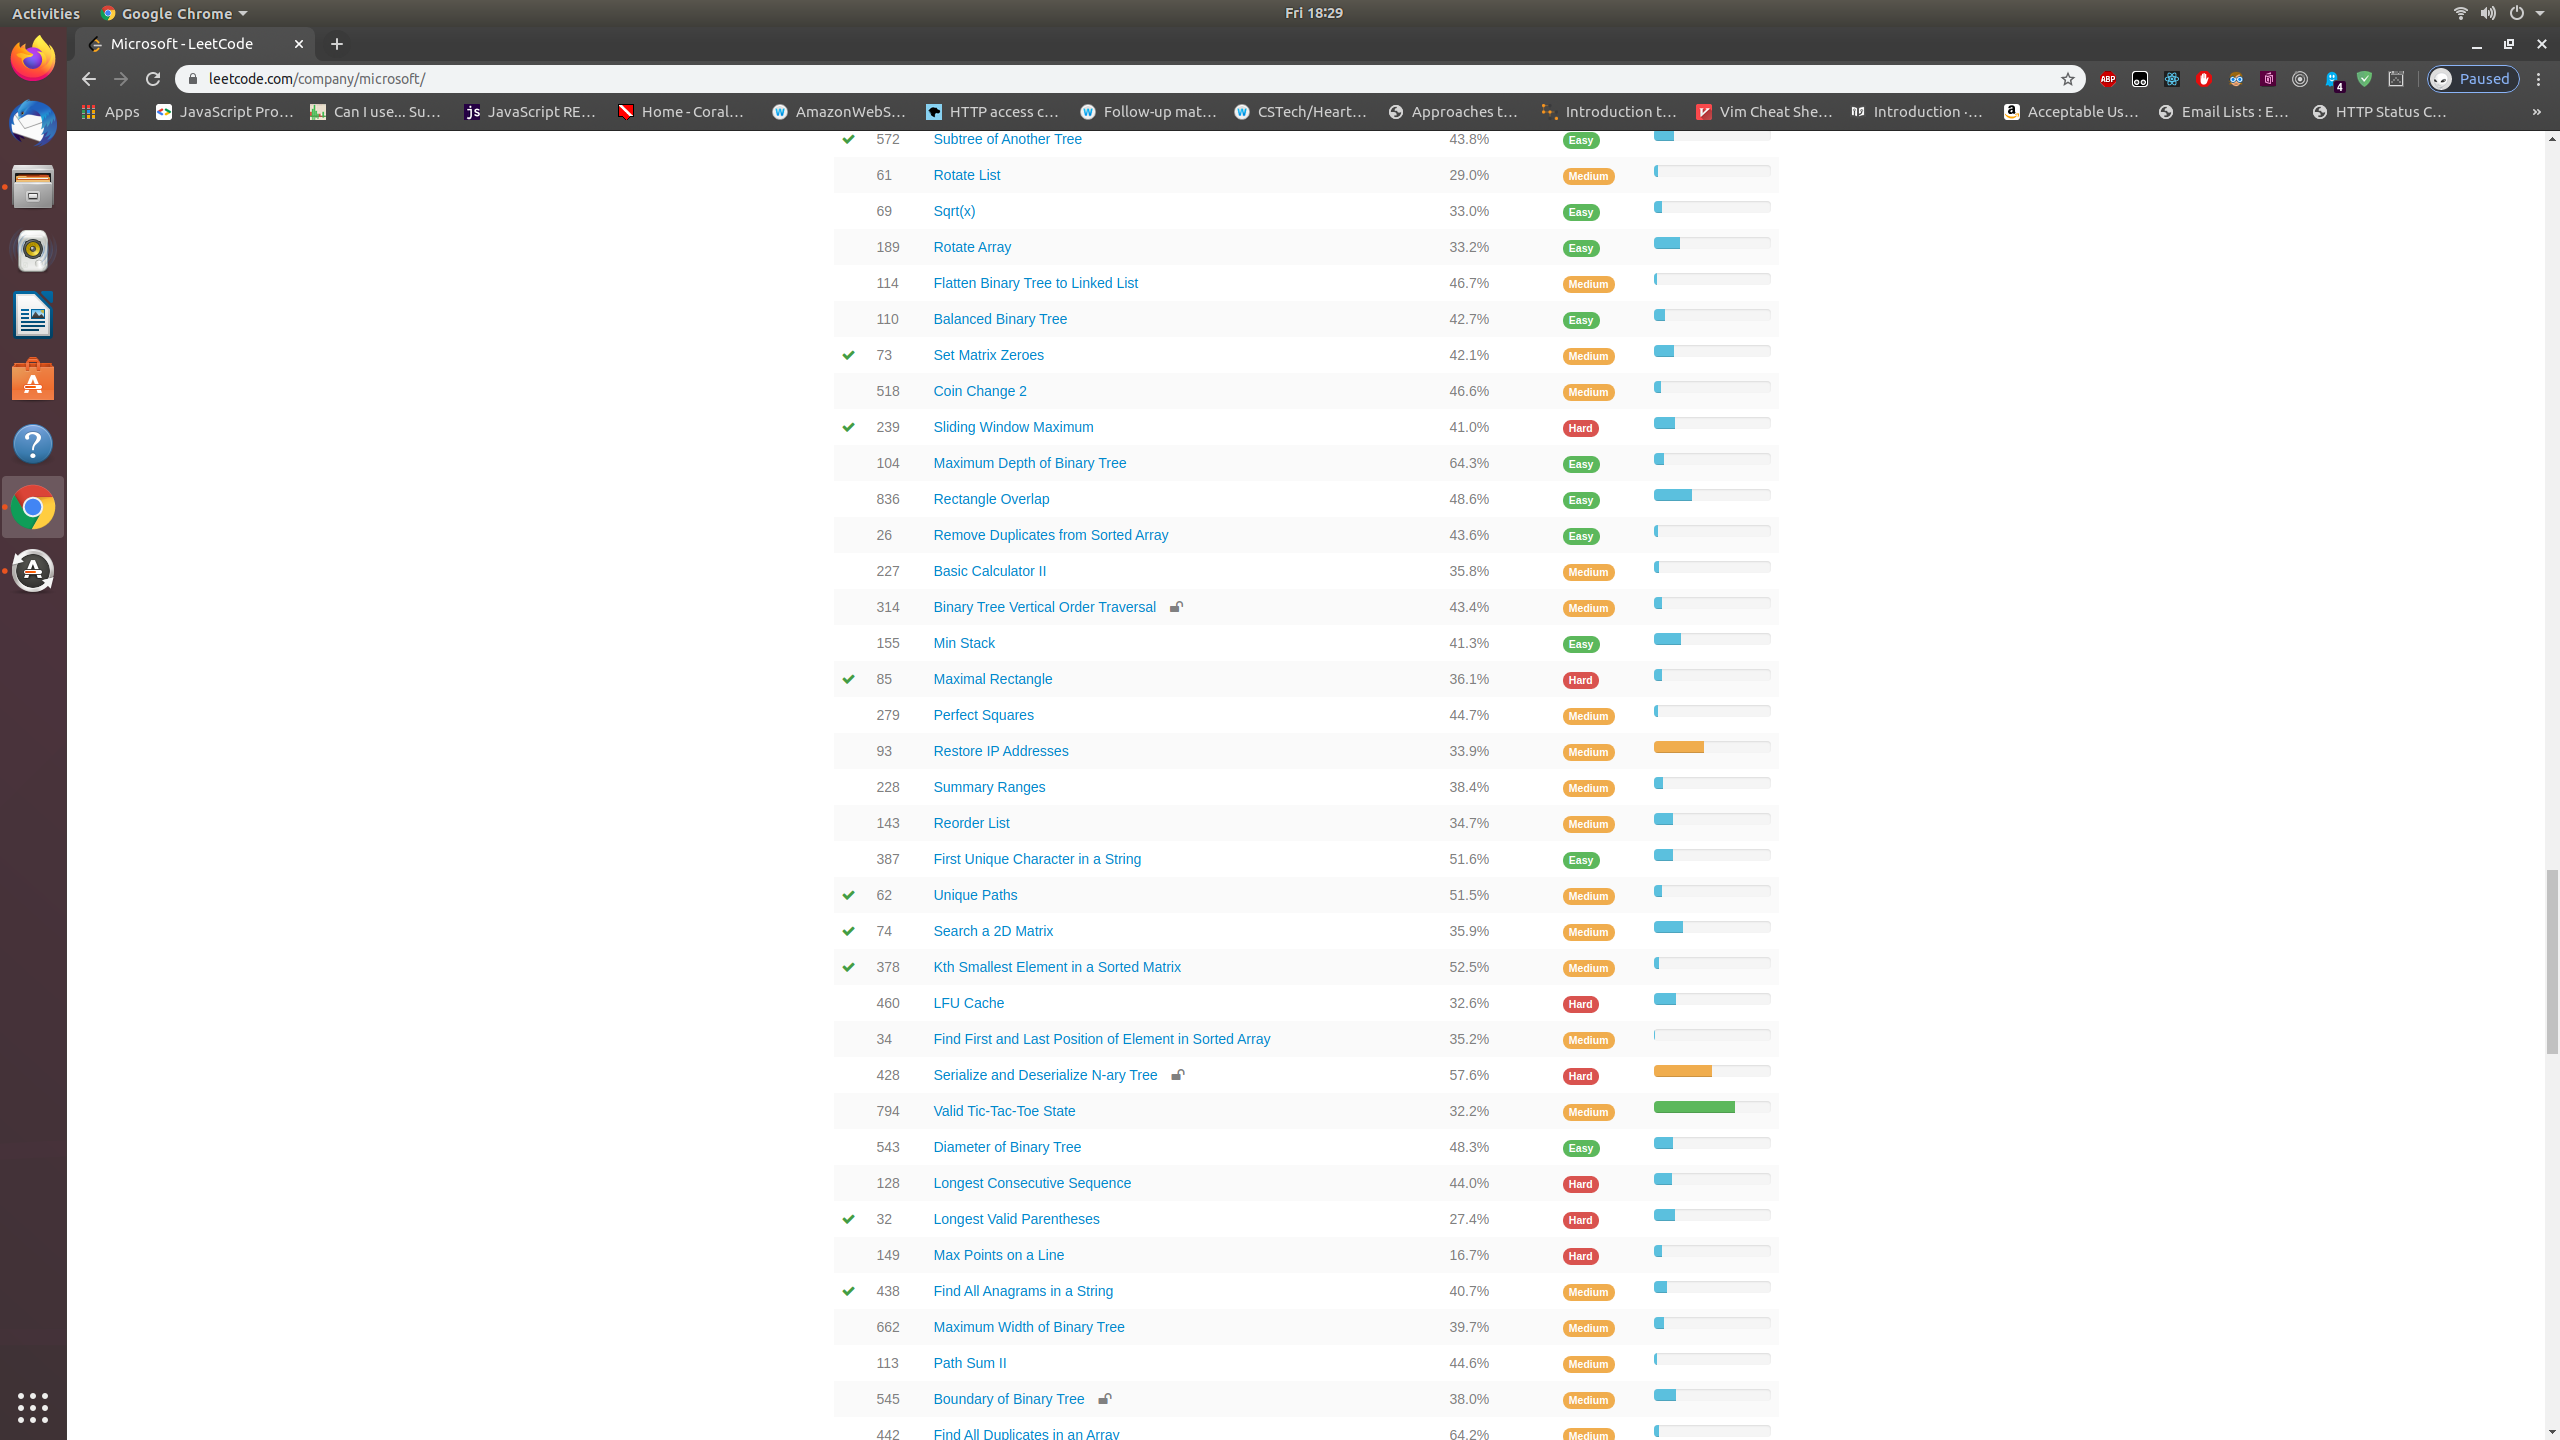 Activities Google Chrome Fri 18:29
Microsoft - LeetCode
leetcode.com/company/microsoft/ ABP 4 Paused
Apps JavaScript Pro… Can I use... Su… JavaScript RE… Home - Coral… AmazonWebS… HTTP access c… Follow-up mat… CSTech/Heart… Approaches t… Introduction t… Vim Cheat She… Introduction ·… Acceptable Us… Email Lists : E… HTTP Status C… »
572 Subtree of Another Tree 43.8% Easy
61 Rotate List 29.0% Medium
69 Sqrt(x) 33.0% Easy
189 Rotate Array 33.2% Easy
114 Flatten Binary Tree to Linked List 46.7% Medium
110 Balanced Binary Tree 42.7% Easy
73 Set Matrix Zeroes 42.1% Medium
518 Coin Change 2 46.6% Medium
239 Sliding Window Maximum 41.0% Hard
104 Maximum Depth of Binary Tree 64.3% Easy
836 Rectangle Overlap 48.6% Easy
26 Remove Duplicates from Sorted Array 43.6% Easy
227 Basic Calculator II 35.8% Medium
314 Binary Tree Vertical Order Traversal 43.4% Medium
155 Min Stack 41.3% Easy
85 Maximal Rectangle 36.1% Hard
279 Perfect Squares 44.7% Medium
93 Restore IP Addresses 33.9% Medium
228 Summary Ranges 38.4% Medium
143 Reorder List 34.7% Medium
387 First Unique Character in a String 51.6% Easy
62 Unique Paths 51.5% Medium
74 Search a 2D Matrix 35.9% Medium
378 Kth Smallest Element in a Sorted Matrix 52.5% Medium
460 LFU Cache 32.6% Hard
34 Find First and Last Position of Element in Sorted Array 35.2% Medium
428 Serialize and Deserialize N-ary Tree 57.6% Hard
794 Valid Tic-Tac-Toe State 32.2% Medium
543 Diameter of Binary Tree 48.3% Easy
128 Longest Consecutive Sequence 44.0% Hard
32 Longest Valid Parentheses 27.4% Hard
149 Max Points on a Line 16.7% Hard
438 Find All Anagrams in a String 40.7% Medium
662 Maximum Width of Binary Tree 39.7% Medium
113 Path Sum II 44.6% Medium
545 Boundary of Binary Tree 38.0% Medium
442 Find All Duplicates in an Array 64.2% Medium